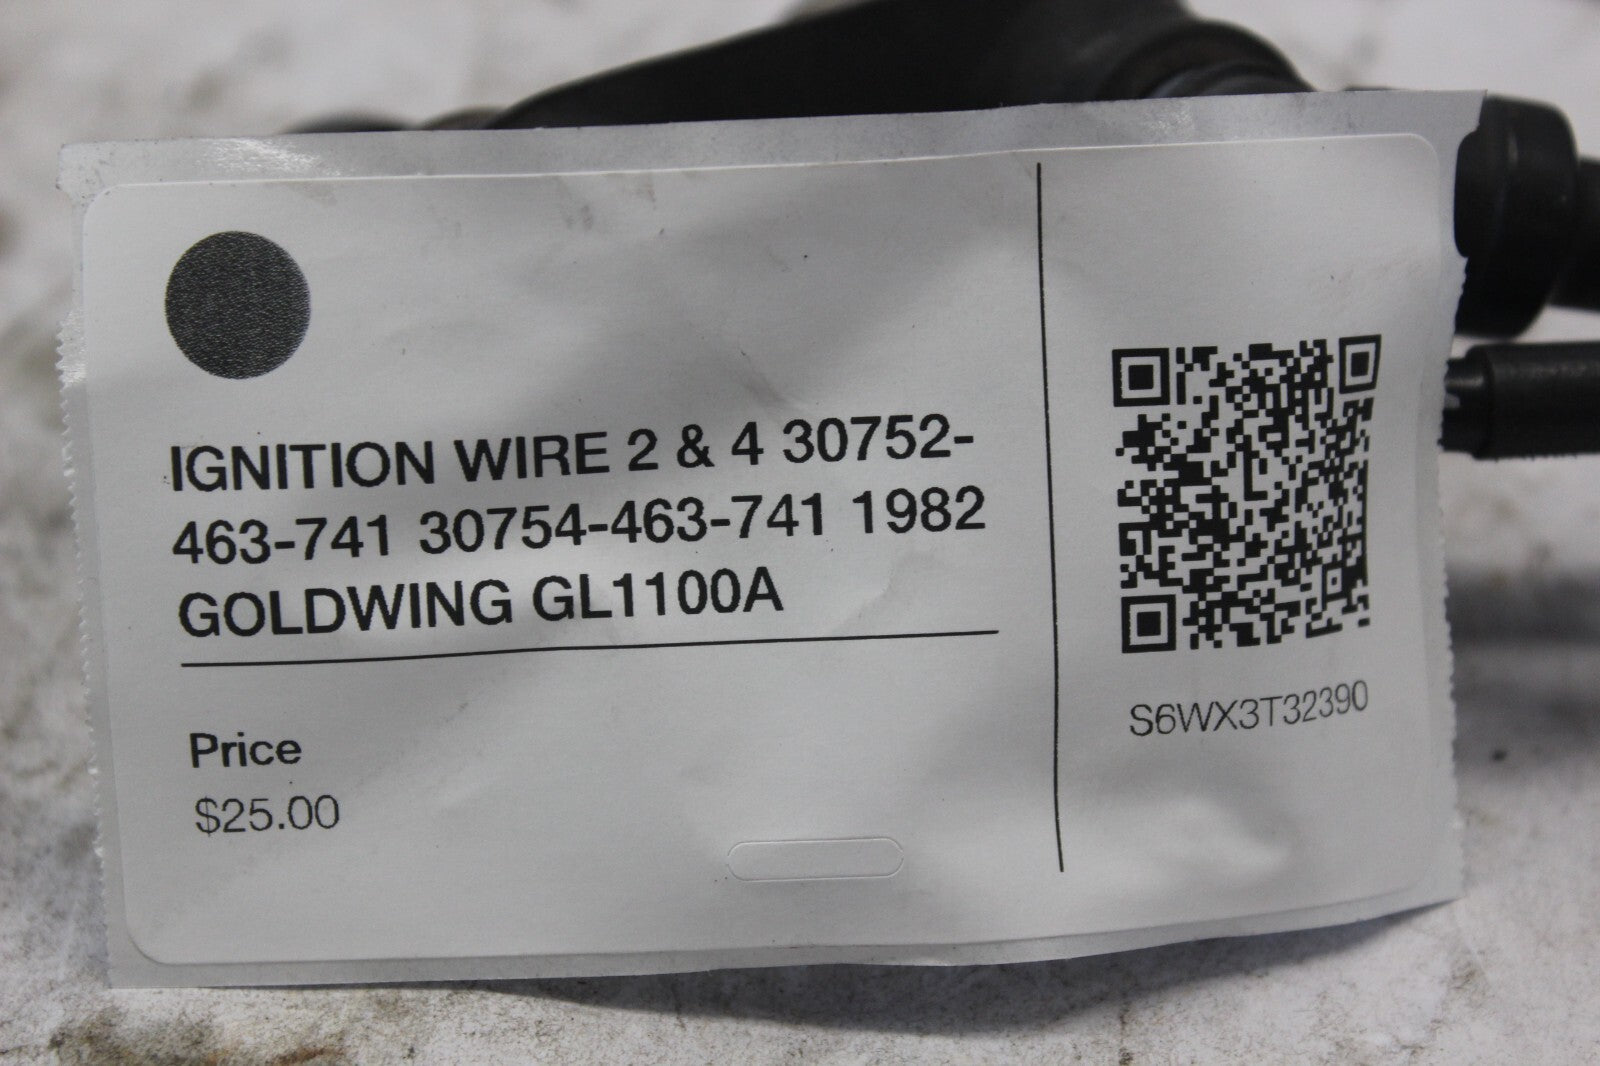 IGNITION WIRE 2 & 4 30752-
463-741 30754-463-741 1982
GOLDWING GL1100A
Price
$25.00
S6WX3T32390